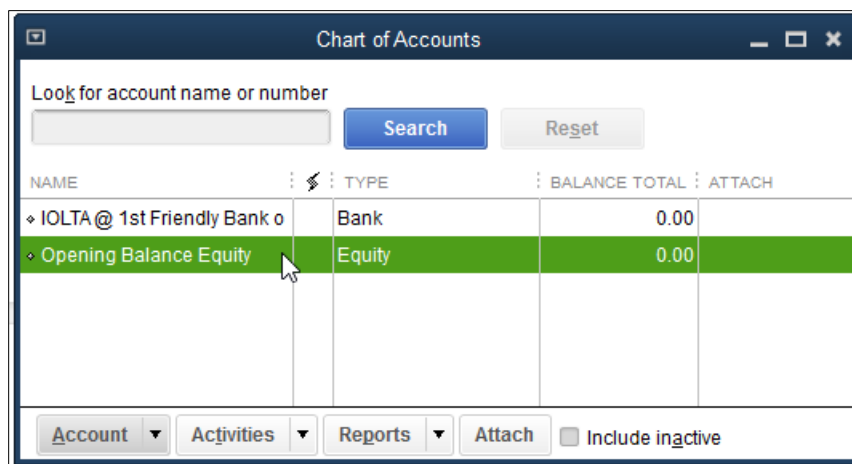 Chart of Accounts
Look for account name or number
Search Reset
NAME TYPE BALANCE TOTAL ATTACH
IOLTA @ 1st Friendly Bank o Bank 0.00
Opening Balance Equity Equity 0.00
Account Activities Reports Attach Include inactive